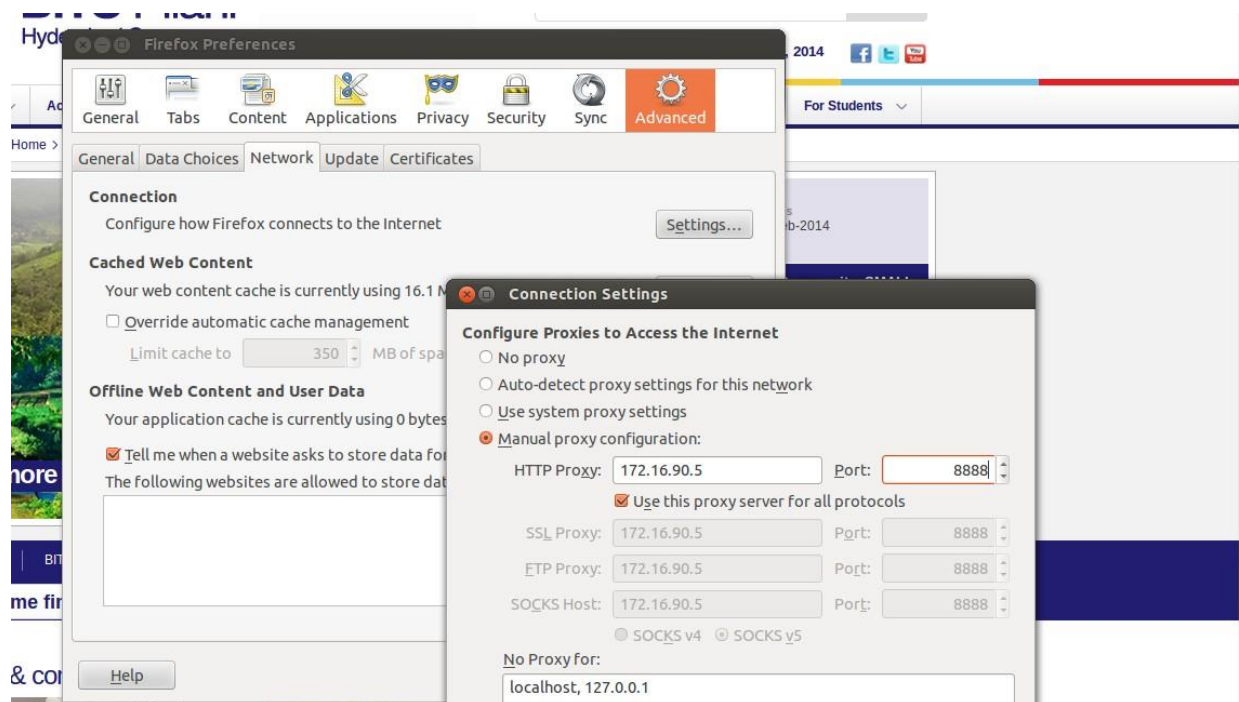 Hyde
Firefox Preferences
, 2014
You Tube
General Tabs Content Applications Privacy Security Sync Advanced
For Students
Home >
General Data Choices Network Update Certificates
Connection
Configure how Firefox connects to the Internet
Settings...
b-2014
Cached Web Content
Your web content cache is currently using 16.1 M
Override automatic cache management
Limit cache to 350 MB of spa
Offline Web Content and User Data
Your application cache is currently using 0 bytes
Tell me when a website asks to store data for
The following websites are allowed to store dat
Help
Connection Settings
Configure Proxies to Access the Internet
No proxy
Auto-detect proxy settings for this network
Use system proxy settings
Manual proxy configuration:
HTTP Proxy: 172.16.90.5 Port: 8888
Use this proxy server for all protocols
SSL Proxy: 172.16.90.5 Port: 8888
FTP Proxy: 172.16.90.5 Port: 8888
SOCKS Host: 172.16.90.5 Port: 8888
SOCKS v4 SOCKS v5
No Proxy for:
localhost, 127.0.0.1
nore
BIT
me fir
& cor